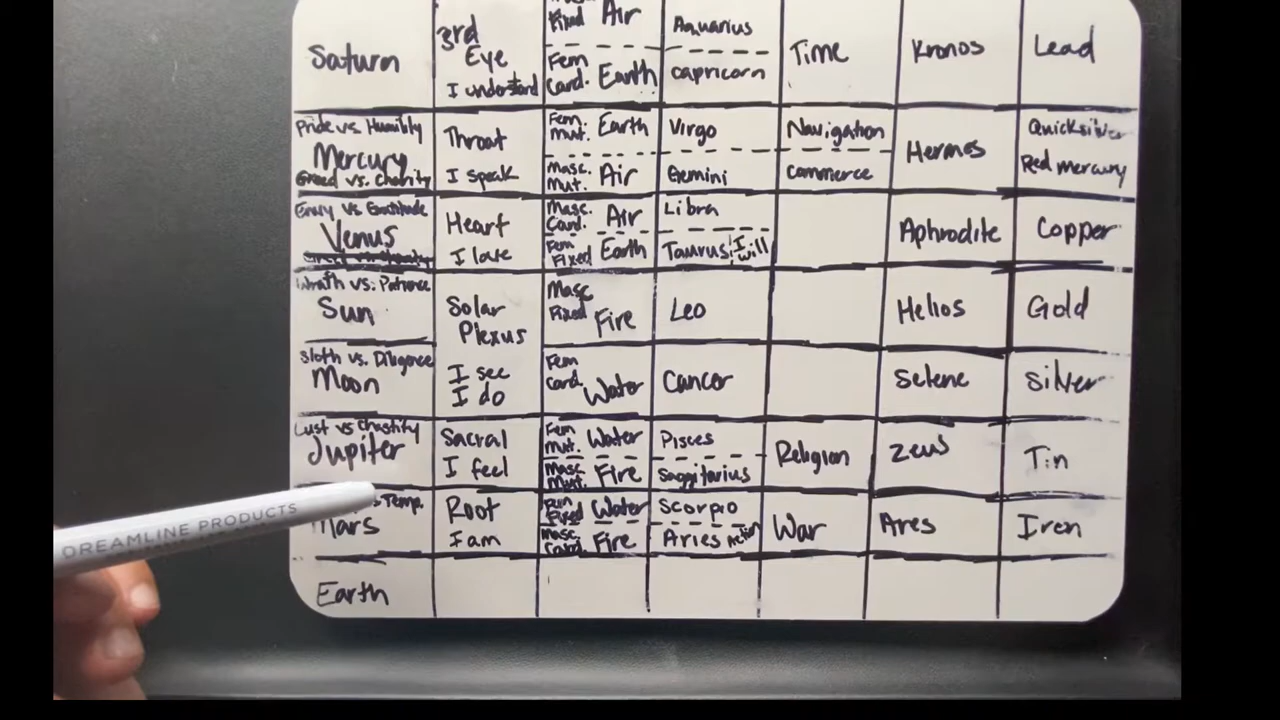 Saturn
3rd
Eye
I understand
Fixed Air
Fem
Card. Earth
Aquarius
capricorn
Time
Kronos
Lead
Pride vs. Humility
Mercury
Greed vs. Charity
Throat
I speak
Fem.
Mut. Earth
Masc.
Mut. Air
Virgo
Gemini
Navigation
Commerce
Hermes
Quicksilver
Red mercury
Envy vs Gratitude
Venus
Heart
I love
Masc.
Card. Air
Fem
Fixed Earth
Libra
Taurus I will
Aphrodite
Copper
Wrath vs. Patience
Sun
Solar
Plexus
Masc
Fixed
Fire
Leo
Helios
Gold
Sloth vs. Diligence
Moon
I see
I do
Fem
Card.
Water
Cancer
Selene
Silver
Lust vs Chastity
Jupiter
Sacral
I feel
Fem
Mut. Water
Masc
Mut. Fire
Pisces
Saggitarius
Religion
Zeus
Tin
vs Temp.
Mars
Root
I am
Fem
Fixed Water
Masc.
Card. Fire
Scorpio
Aries Action
War
Ares
Iron
Earth
DREAMLINE PRODUCTS